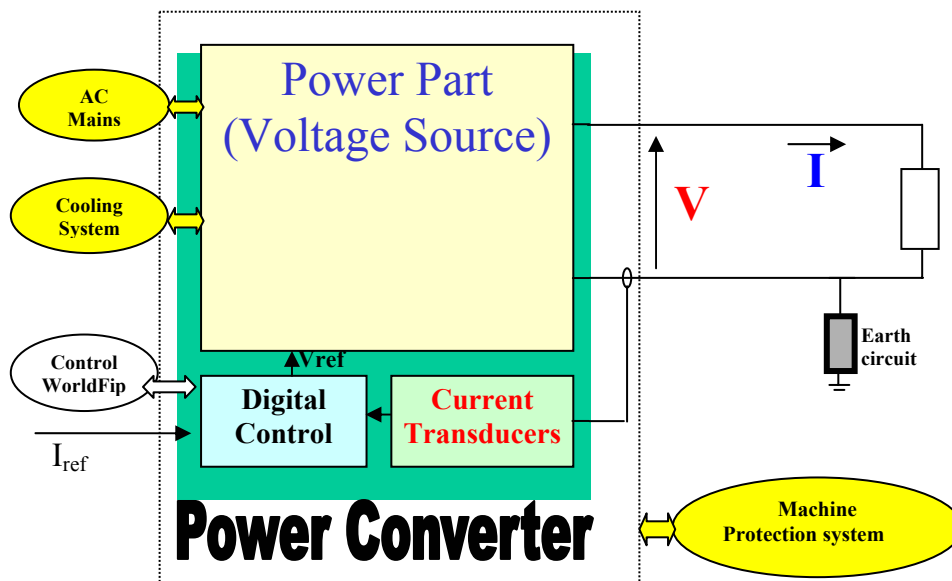 Power Part
(Voltage Source)
AC
Mains
I
V
Cooling
System
Earth
circuit
Vref
Control
WorldFip
Digital
Control
Current
Transducers
Iref
Power Converter
Machine
Protection system